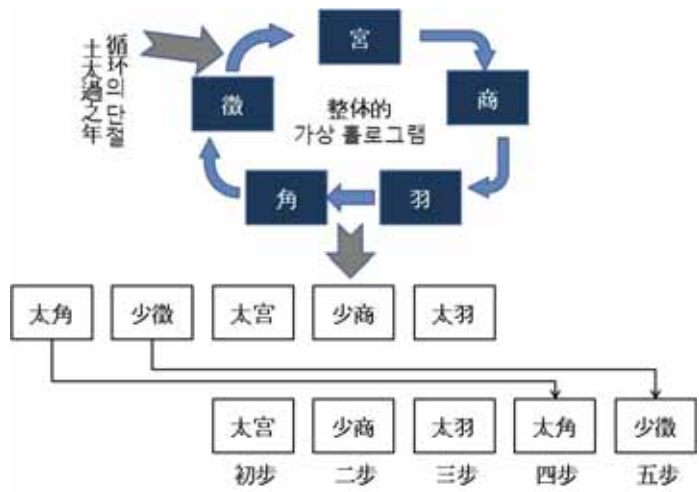 循环의 단절
土太過之年
宮
徵
商
整体的
가상 홀로그램
角
羽
太角 少徵 太宮 少商 太羽
太宮 少商 太羽 太角 少徵
初步 二步 三步 四步 五步